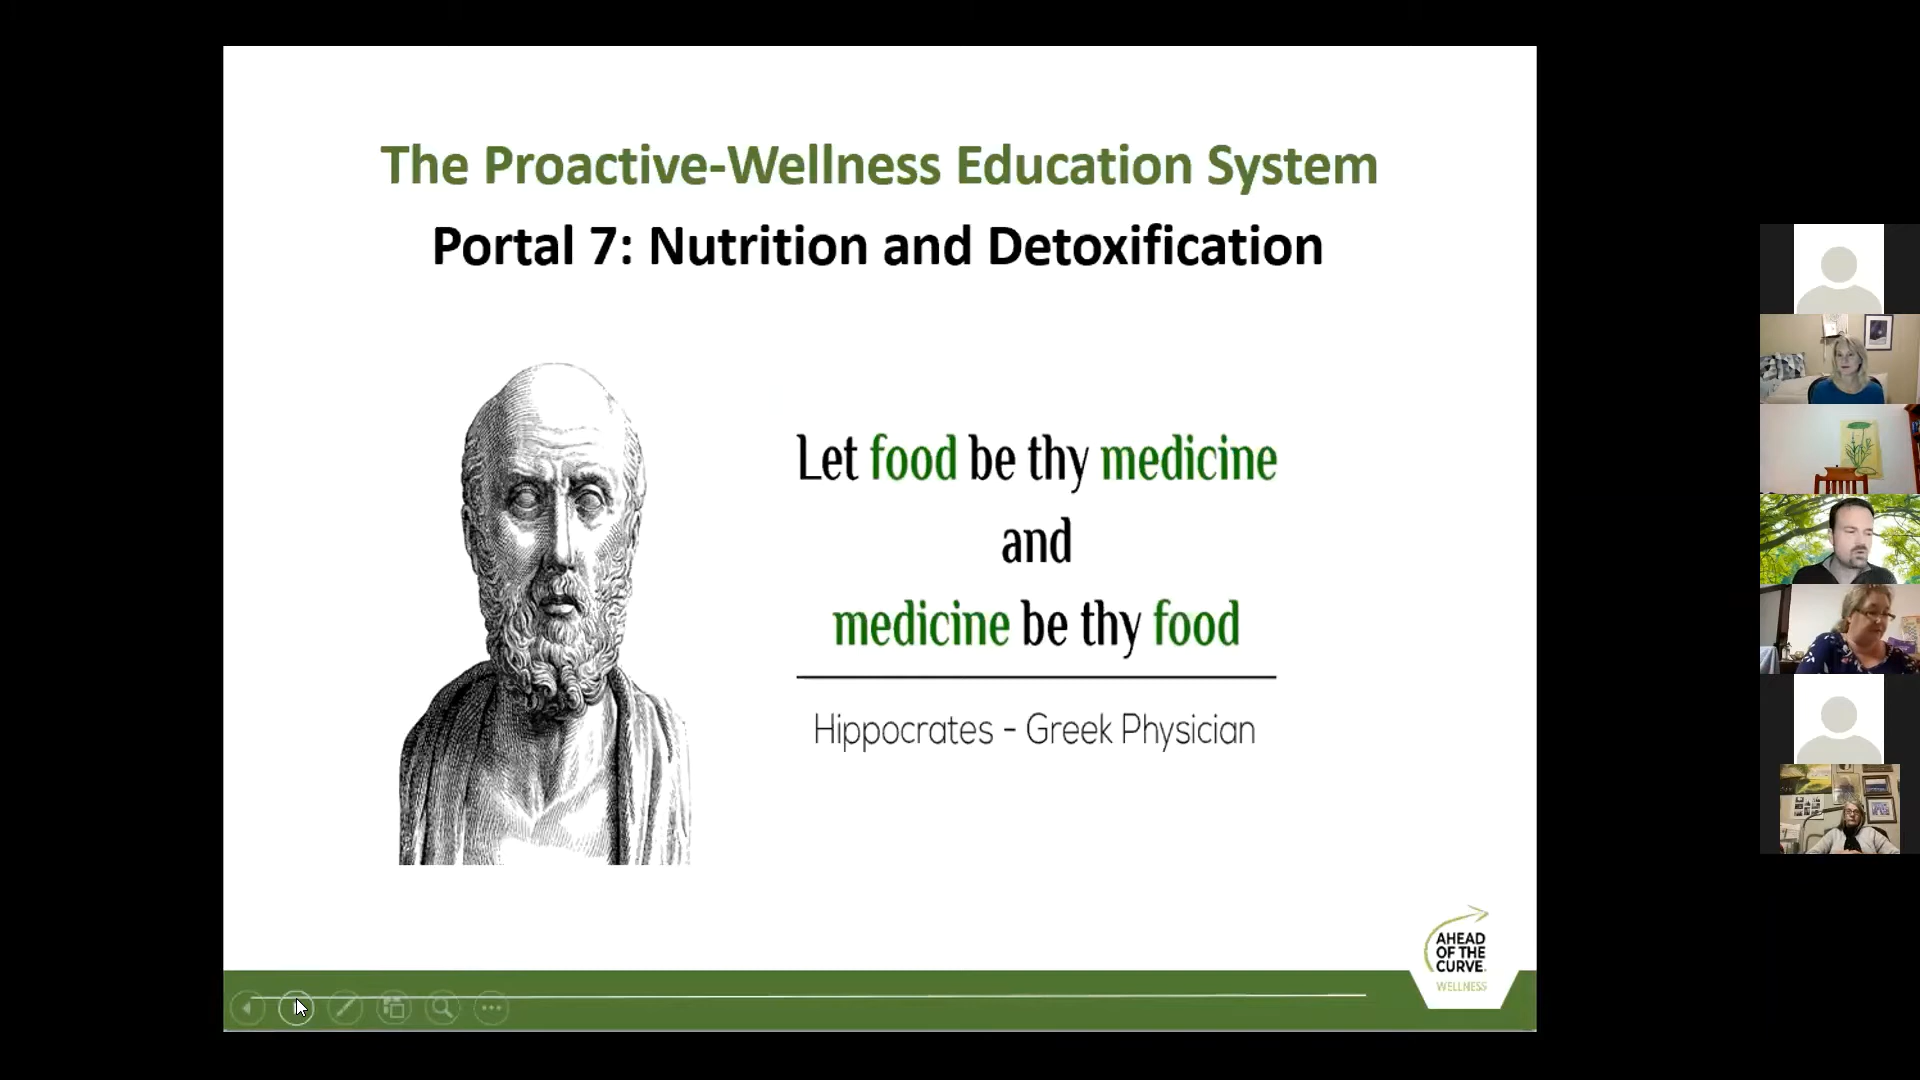 The Proactive-Wellness Education System
Portal 7: Nutrition and Detoxification
Let food be thy medicine
and
medicine be thy food
Hippocrates - Greek Physician
AHEAD
OF THE
CURVE.
WELLNESS